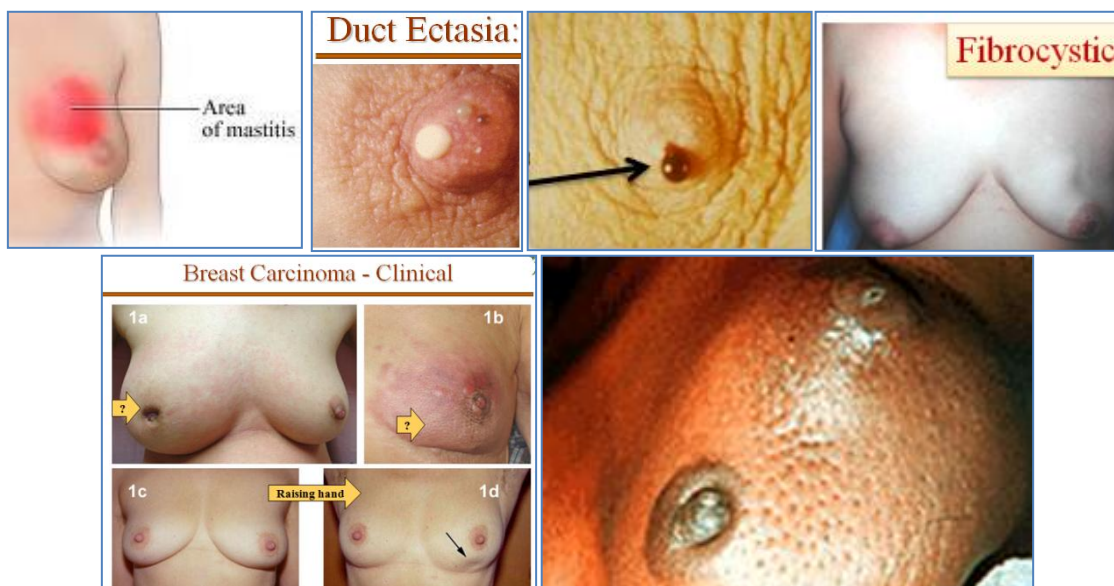 Area
of mastitis
Duct Ectasia:
Fibrocystic
Breast Carcinoma - Clinical
1a
1b
?
?
1c
Raising hand
1d